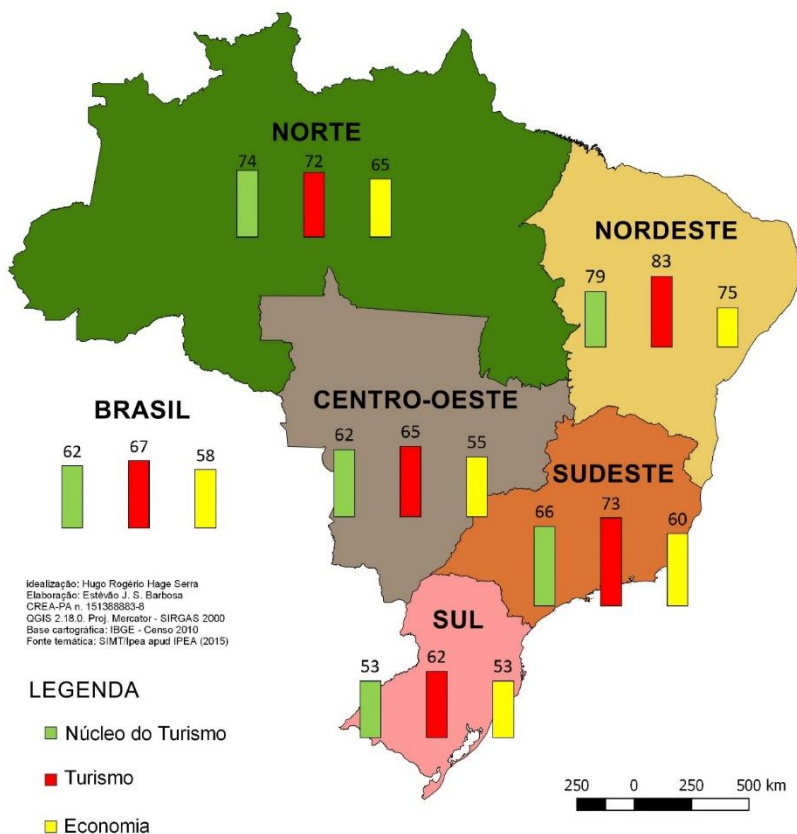 NORTE
74 72 65
NORDESTE
79 83 75
CENTRO-OESTE
62 65 55
BRASIL
62 67 58
SUDESTE
66 73 60
idealização: Hugo Rogério Hage Serra
Elaboração: Estêvão J. S. Barbosa
CREA-PA n. 151388883-8
QGIS 2.18.0. Proj. Mercator - SIRGAS 2000
Base cartográfica: IBGE - Censo 2010
Fonte temática: SIMT/Ipea apud IPEA (2015)
SUL
53 62 53
LEGENDA
Núcleo do Turismo
Turismo
Economia
250 0 250 500 km